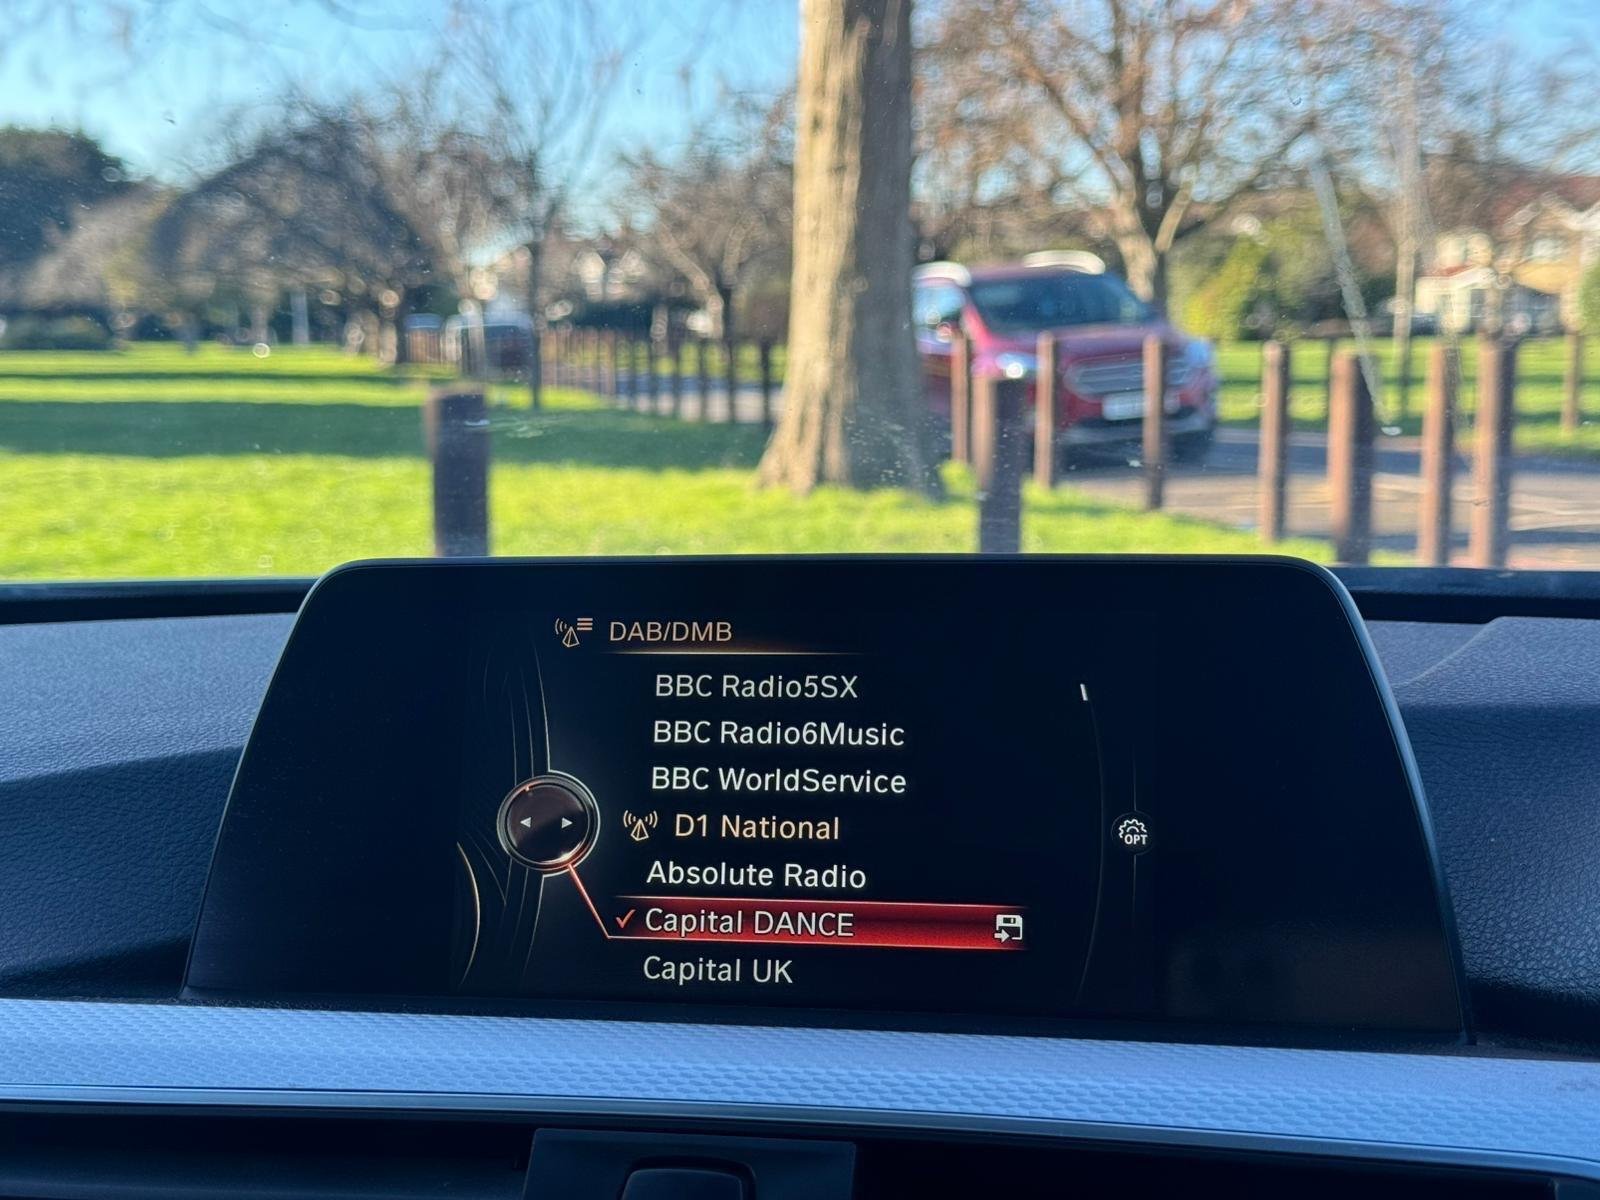 DAB/DMB
BBC Radio5SX
BBC Radio6Music
BBC WorldService
D1 National
OPT
Absolute Radio
Capital DANCE
Capital UK